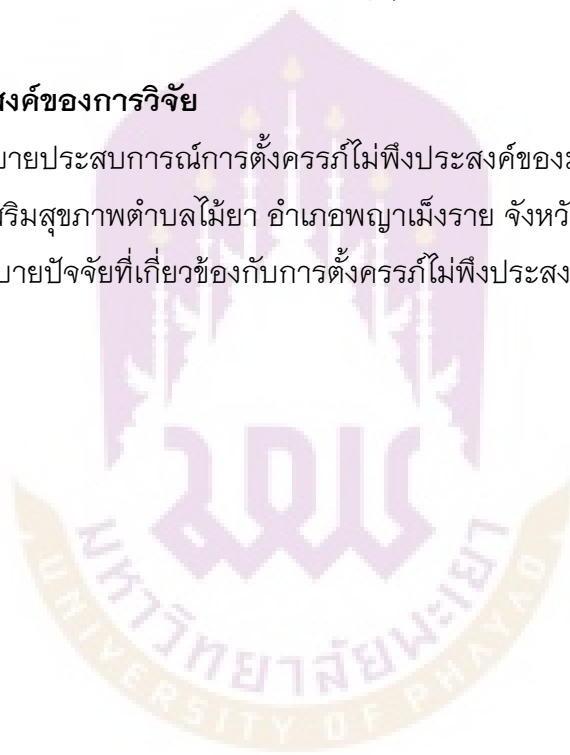 สงค์ของการวิจัย
บายประสบการณ์การตั้งครรภ์ไม่พึงประสงค์ของ
สริมสุขภาพตำบลไม้ยา อำเภอพญาเม็งราย จังหวั
บายปัจจัยที่เกี่ยวข้องกับการตั้งครรภ์ไม่พึงประสง
มหาวิทยาลัยพะเยา
UNIVERSITY OF PHAYAO